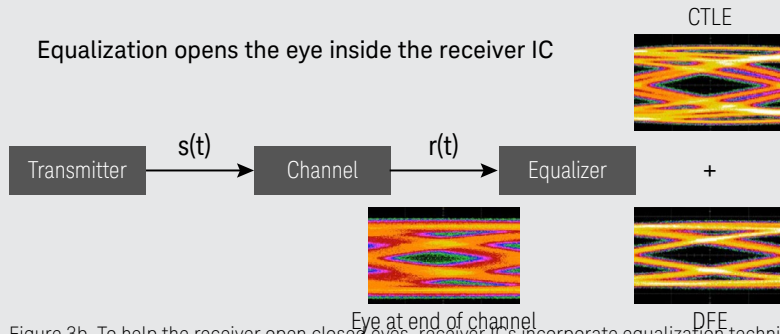 CTLE
Equalization opens the eye inside the receiver IC
s(t)
r(t)
Transmitter
Channel
Equalizer
+
Eye at end of channel
DFE
Figure 3b. To help the receiver open closed eyes, receiver ICs incorporate equalization